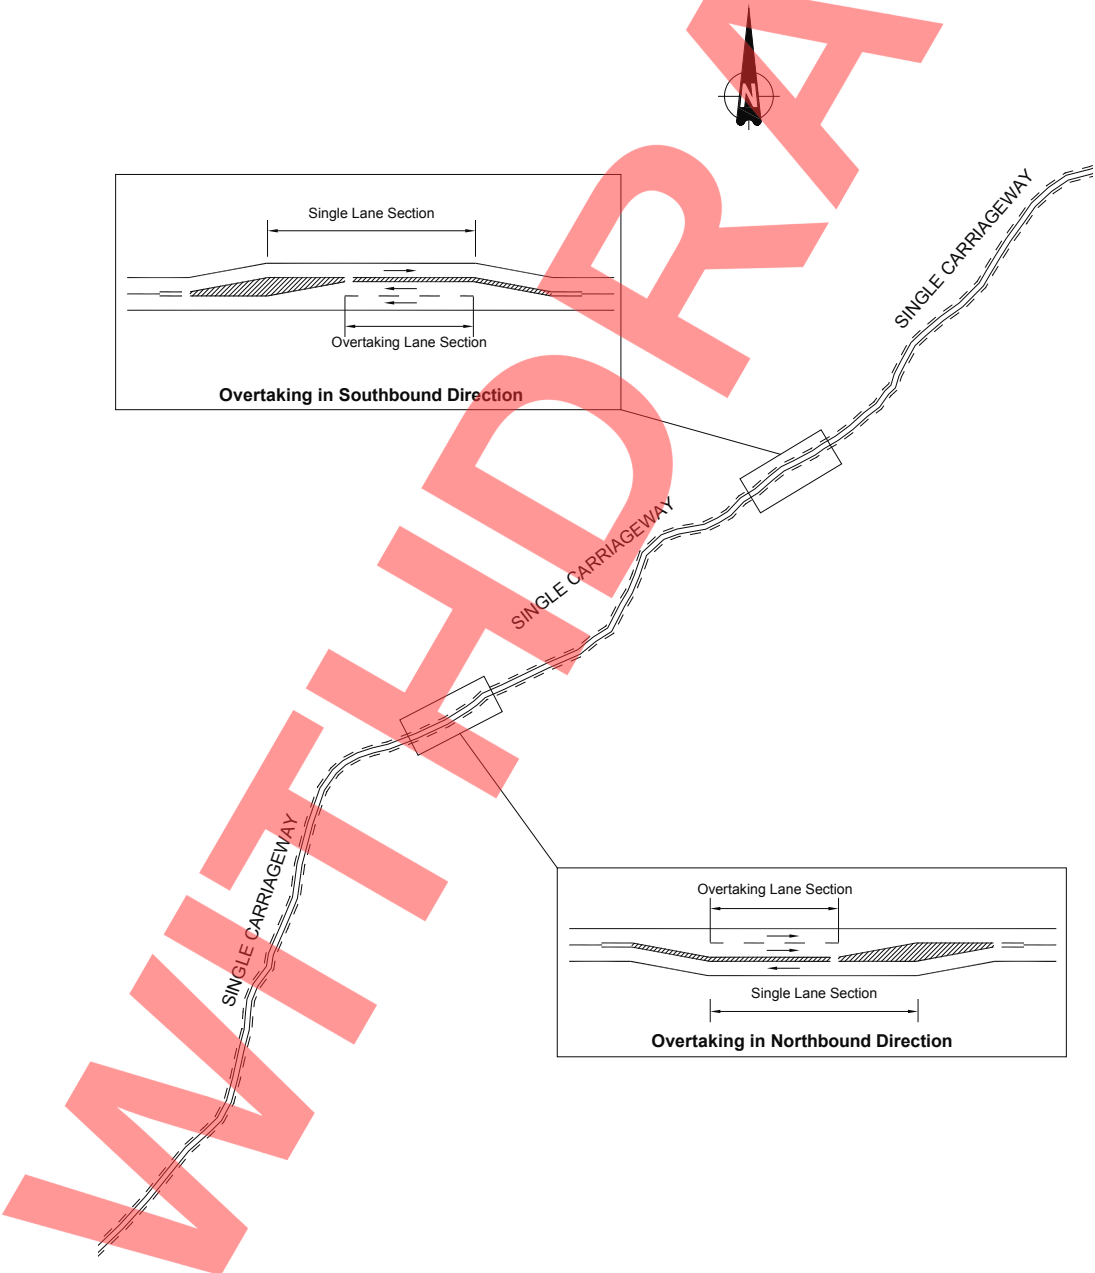 N
SINGLE CARRIAGEWAY
Single Lane Section
Overtaking Lane Section
Overtaking in Southbound Direction
SINGLE CARRIAGEWAY
SINGLE CARRIAGEWAY
Overtaking Lane Section
Single Lane Section
Overtaking in Northbound Direction
WITHDRA